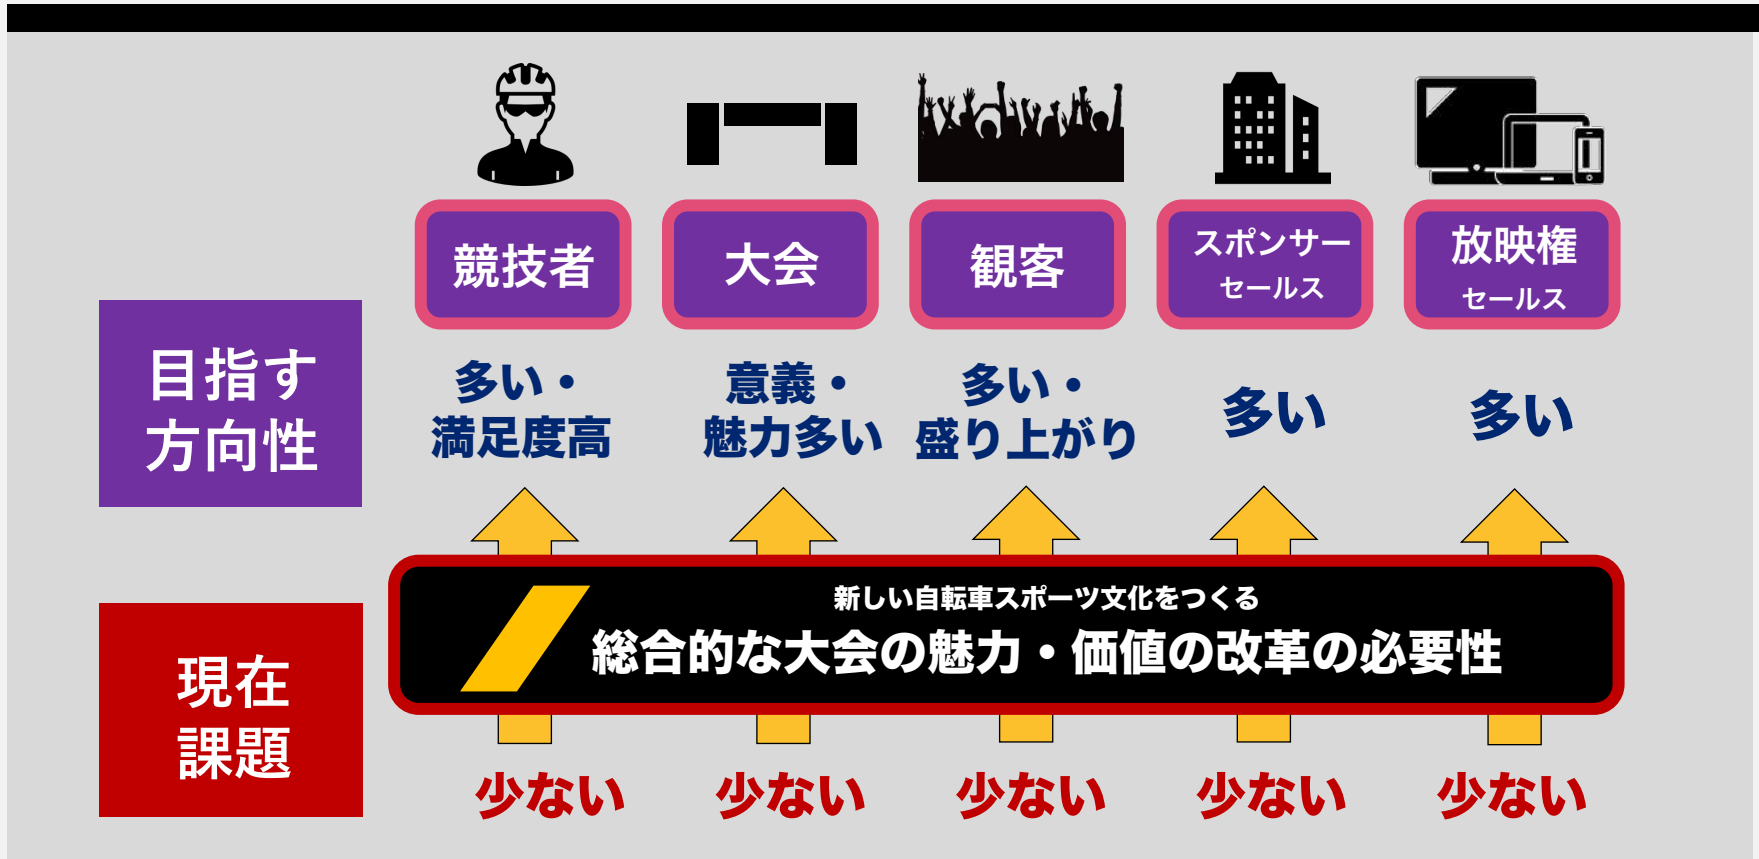 競技者
大会
観客
スポンサー
セールス
放映権
セールス
目指す
方向性
多い・
満足度高
意義・
魅力多い
多い・
盛り上がり
多い
多い
新しい自転車スポーツ文化をつくる
総合的な大会の魅力・価値の改革の必要性
現在
課題
少ない
少ない
少ない
少ない
少ない